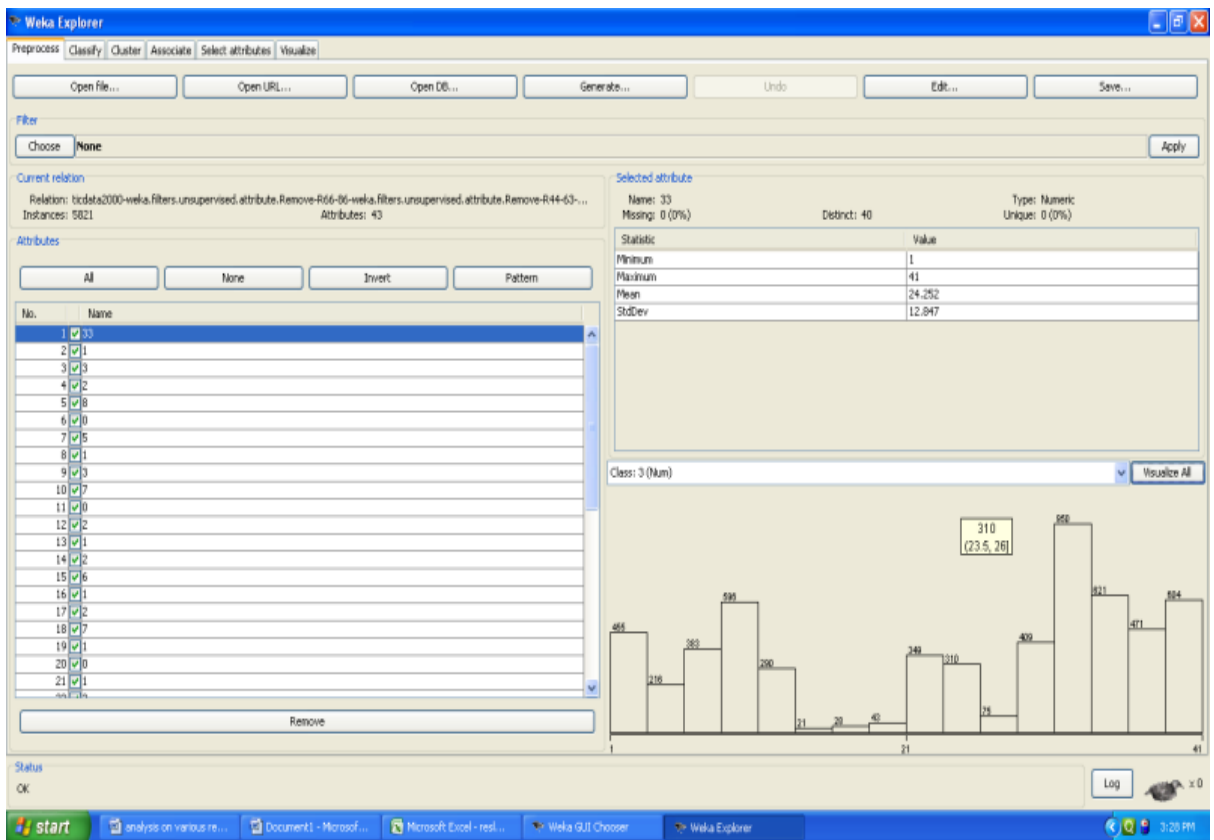 Weka Explorer
Preprocess Classify Cluster Associate Select attributes Visualize
Open file... Open URL... Open DB... Generate... Undo Edit... Save...
Filter
Choose None Apply
Current relation
Relation: ticdata2000-weka.filters.unsupervised.attribute.Remove-R66-86-weka.filters.unsupervised.attribute.Remove-R44-63-...
Instances: 5821 Attributes: 43
Attributes
All None Invert Pattern
No. Name
1 33
2 1
3 3
4 2
5 8
6 0
7 5
8 1
9 3
10 7
11 0
12 2
13 1
14 2
15 6
16 1
17 2
18 7
19 1
20 0
21 1
Remove
Selected attribute
Name: 33 Type: Numeric
Missing: 0 (0%) Distinct: 40 Unique: 0 (0%)
Statistic Value
Minimum 1
Maximum 41
Mean 24.252
StdDev 12.847
Class: 3 (Num) Visualize All
310
(23.5, 26]
216
383
290
21
43
349
310
75
409
471
1 21 41
Status
OK
Log x 0
start analysis on various re... Document1 - Microsof... Microsoft Excel - resl... Weka GUI Chooser Weka Explorer 3:28 PM